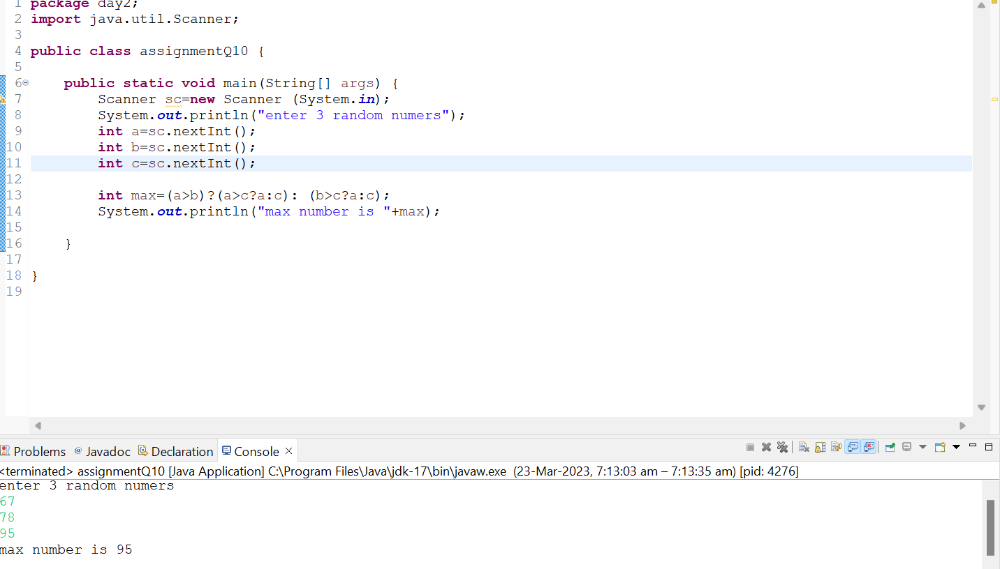 1 package day2;
2 import java.util.Scanner;
3
4 public class assignmentQ10 {
5
6 public static void main(String[] args) {
7 Scanner sc=new Scanner (System.in);
8 System.out.println("enter 3 random numers");
9 int a=sc.nextInt();
10 int b=sc.nextInt();
11 int c=sc.nextInt();
12
13 int max=(a>b)?(a>c?a:c): (b>c?a:c);
14 System.out.println("max number is "+max);
15
16 }
17
18 }
19
Problems @ Javadoc Declaration Console
<terminated> assignmentQ10 [Java Application] C:\Program Files\Java\jdk-17\bin\javaw.exe (23-Mar-2023, 7:13:03 am – 7:13:35 am) [pid: 4276]
enter 3 random numers
67
78
95
max number is 95